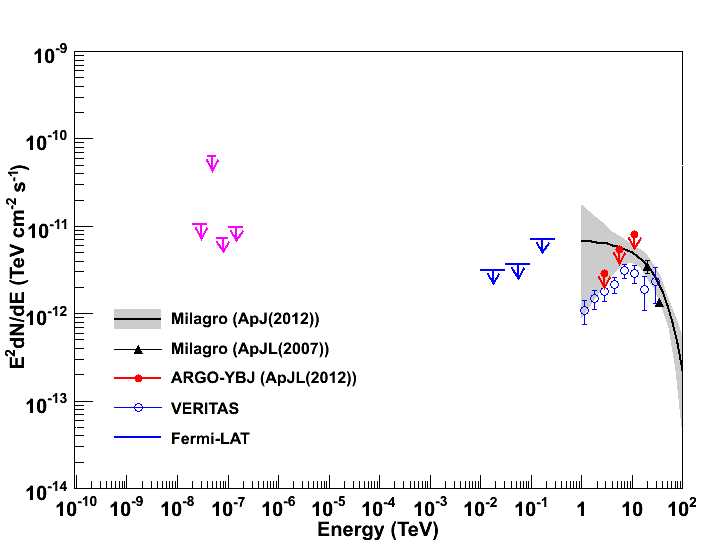 10^-9
10^-10
10^-11
10^-12
10^-13
10^-14
E^2dN/dE (TeV cm^-2 s^-1)
Milagro (ApJ(2012))
Milagro (ApJL(2007))
ARGO-YBJ (ApJL(2012))
VERITAS
Fermi-LAT
10^-10 10^-9 10^-8 10^-7 10^-6 10^-5 10^-4 10^-3 10^-2 10^-1 1 10 10^2
Energy (TeV)